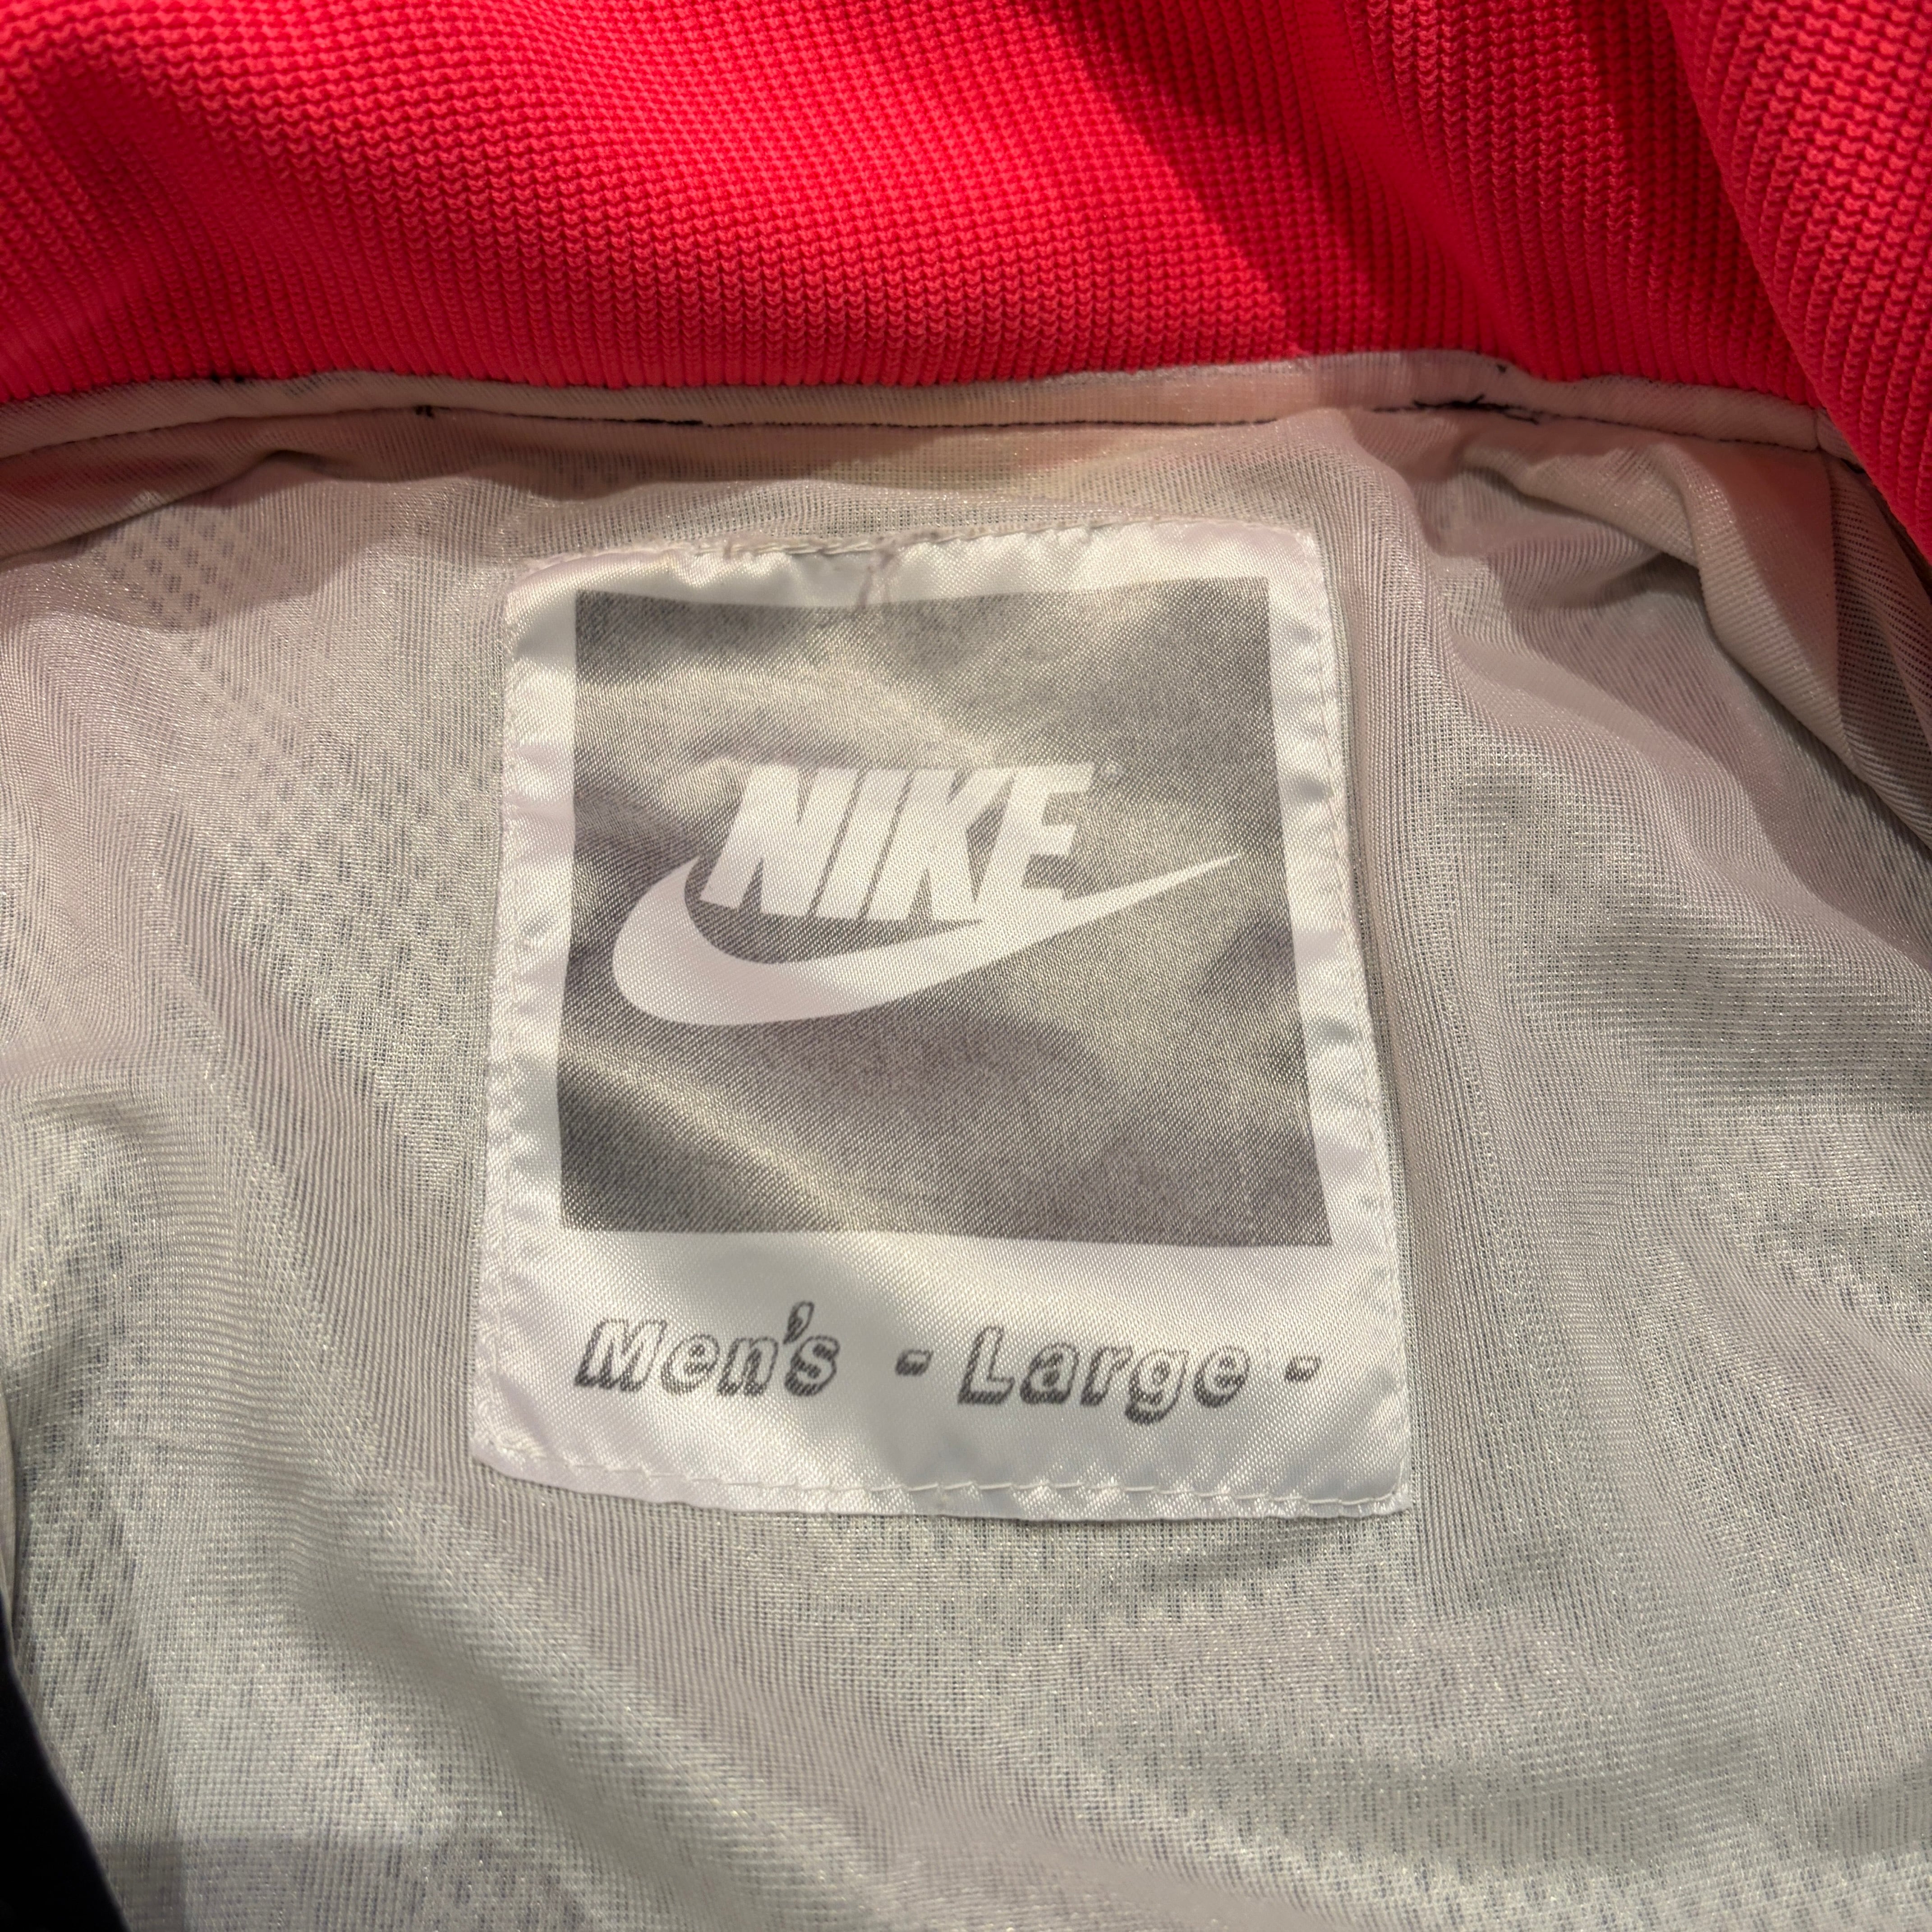 NIKE
Men's - Large -